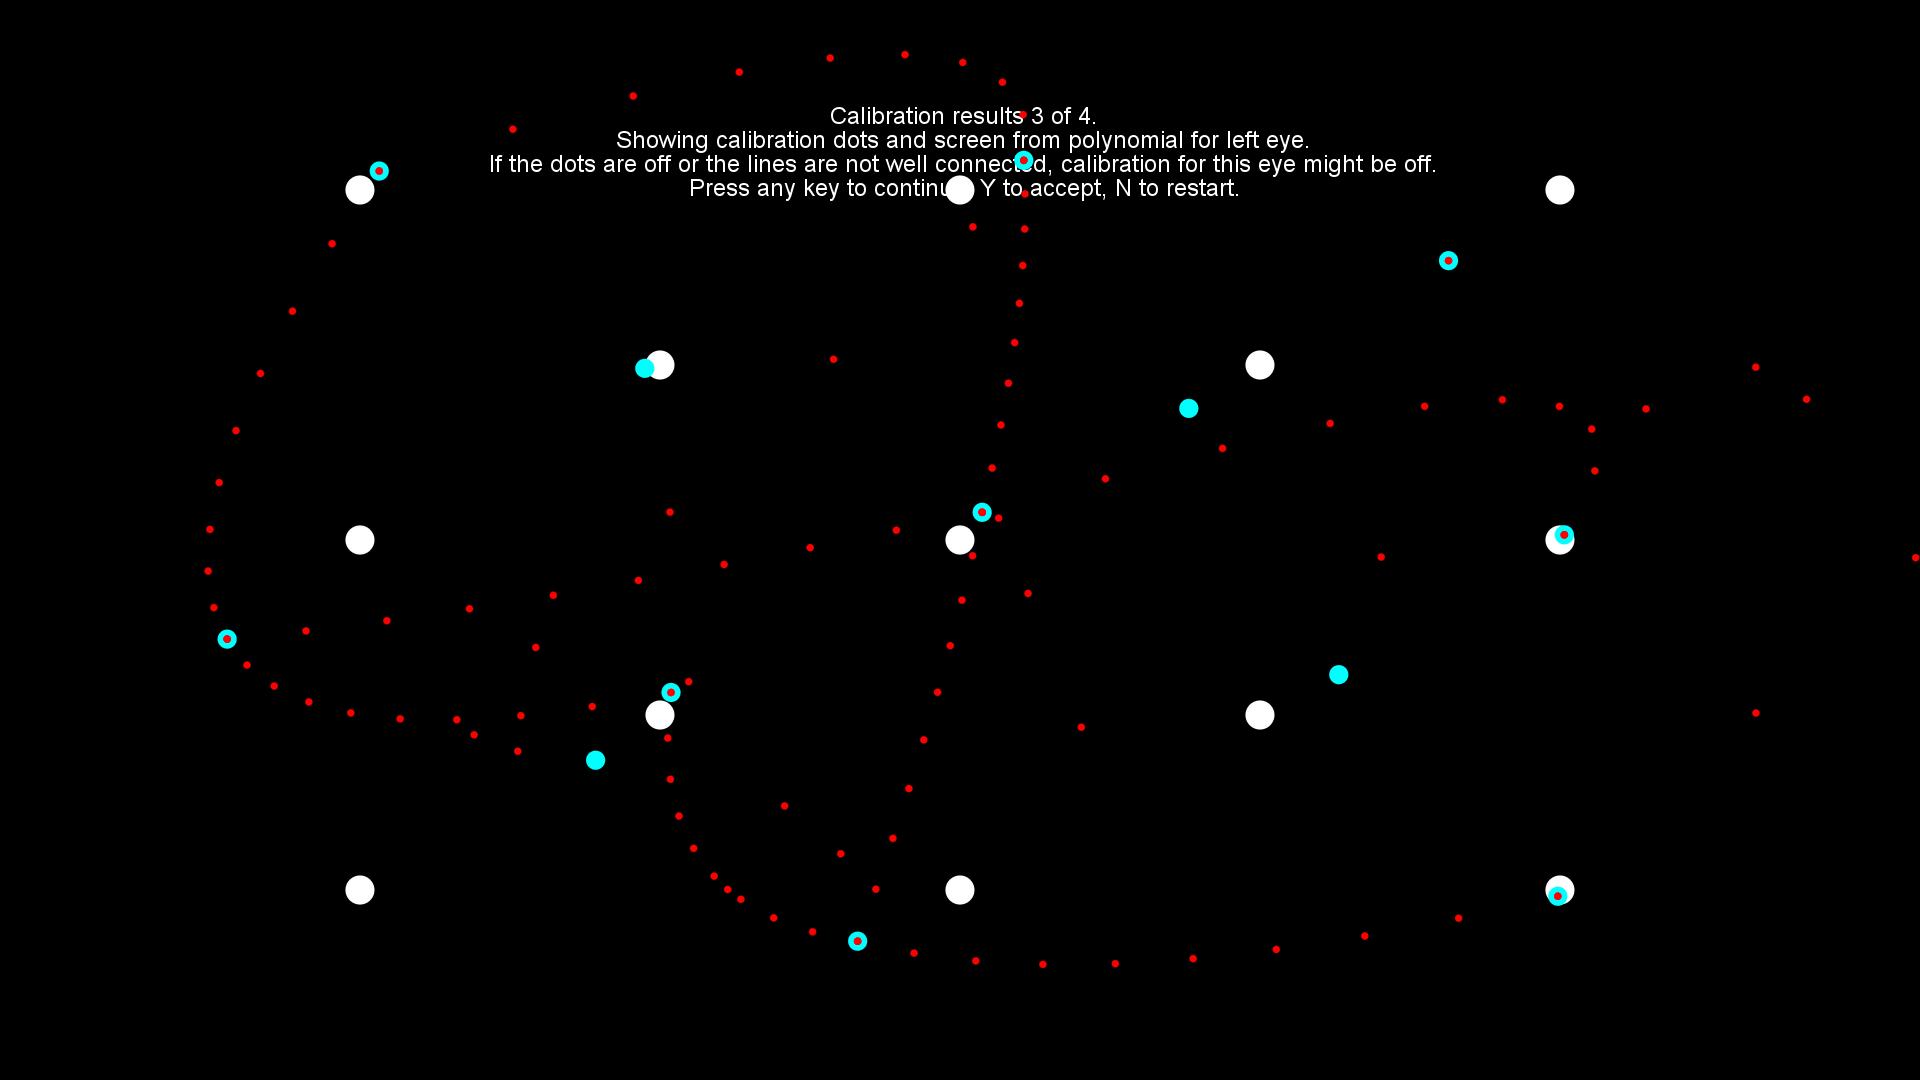 Calibration results 3 of 4.
Showing calibration dots and screen from polynomial for left eye.
If the dots are off or the lines are not well connected, calibration for this eye might be off.
Press any key to continue, Y to accept, N to restart.